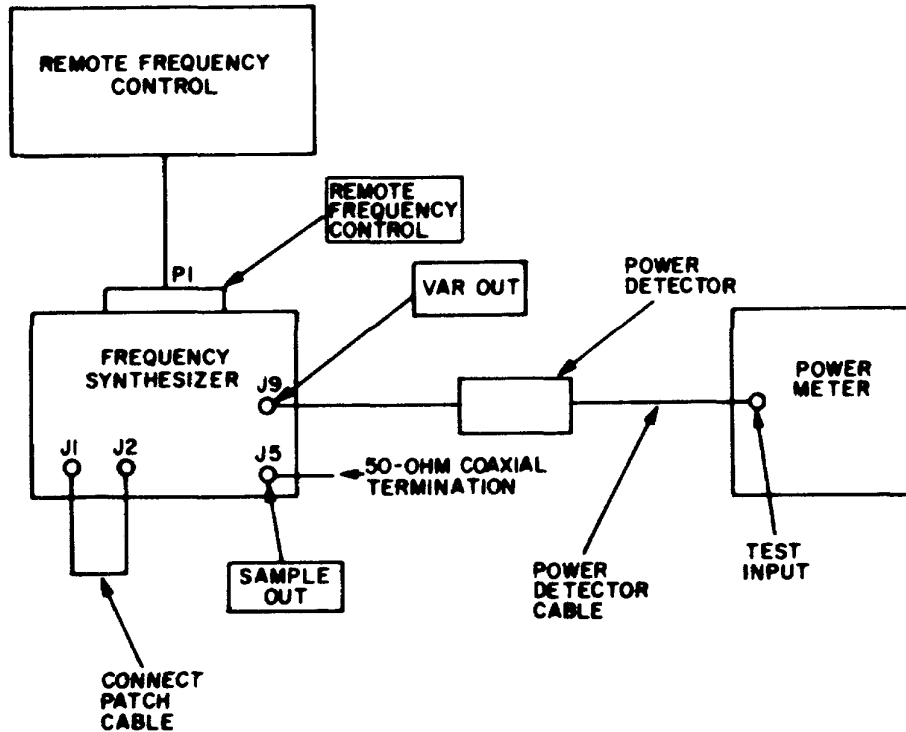 REMOTE FREQUENCY
CONTROL
REMOTE
FREQUENCY
CONTROL
P1
VAR OUT
POWER
DETECTOR
FREQUENCY
SYNTHESIZER
J9
POWER
METER
J1
J2
J5
50-OHM COAXIAL
TERMINATION
SAMPLE
OUT
POWER
DETECTOR
CABLE
TEST
INPUT
CONNECT
PATCH
CABLE